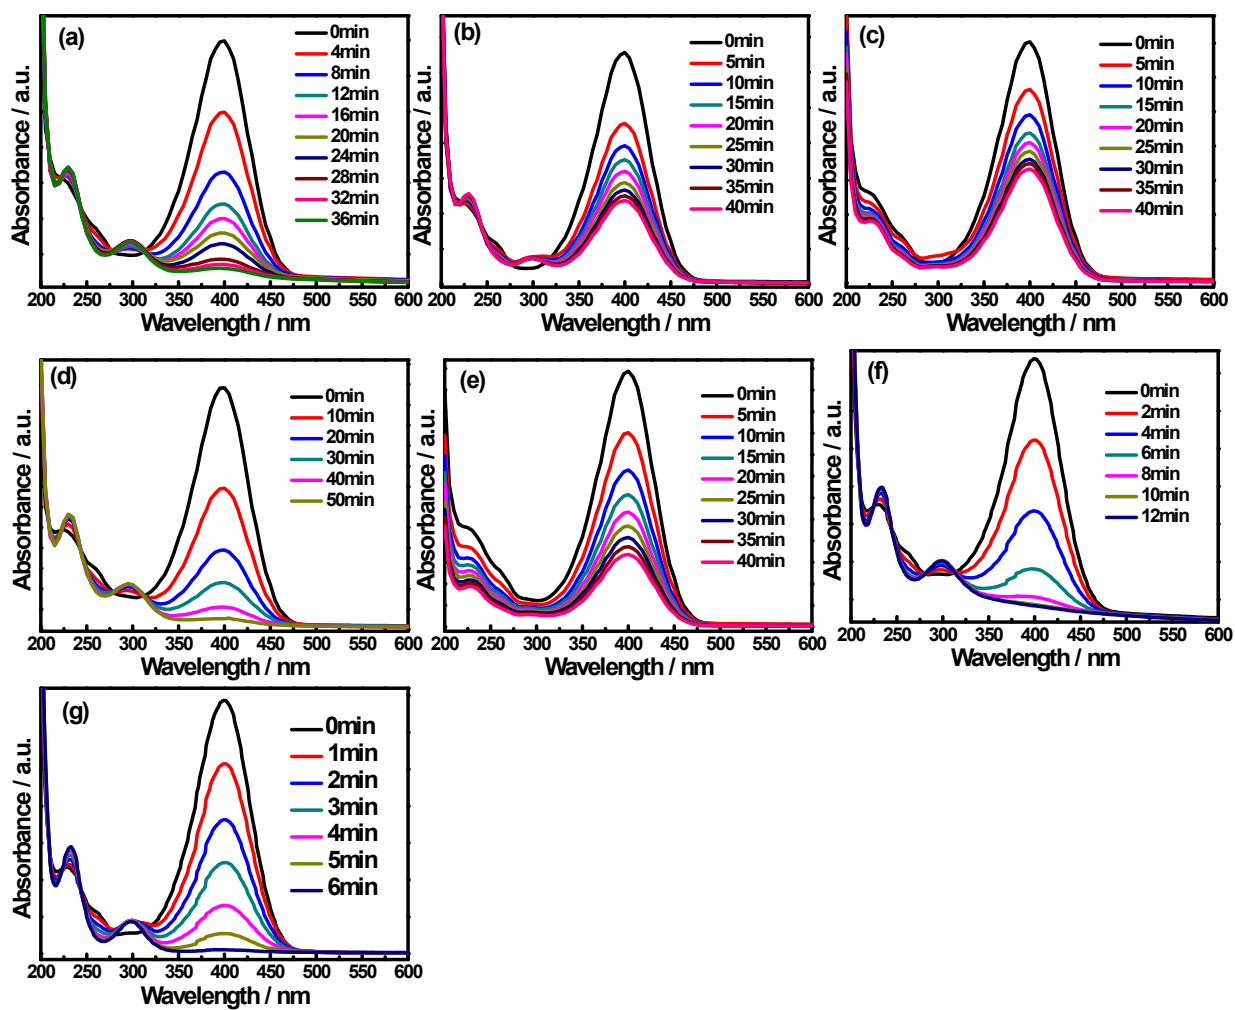 (a)
0min
4min
8min
12min
16min
20min
24min
28min
32min
36min
Absorbance / a.u.
200 250 300 350 400 450 500 550 600
Wavelength / nm
(b)
0min
5min
10min
15min
20min
25min
30min
35min
40min
Absorbance / a.u.
200 250 300 350 400 450 500 550 600
Wavelength / nm
(c)
0min
5min
10min
15min
20min
25min
30min
35min
40min
Absorbance / a.u.
200 250 300 350 400 450 500 550 600
Wavelength / nm
(d)
0min
10min
20min
30min
40min
50min
Absorbance / a.u.
200 250 300 350 400 450 500 550 600
Wavelength / nm
(e)
0min
5min
10min
15min
20min
25min
30min
35min
40min
Absorbance / a.u.
200 250 300 350 400 450 500 550 600
Wavelength / nm
(f)
0min
2min
4min
6min
8min
10min
12min
Absorbance / a.u.
200 250 300 350 400 450 500 550 600
Wavelength / nm
(g)
0min
1min
2min
3min
4min
5min
6min
Absorbance / a.u.
200 250 300 350 400 450 500 550 600
Wavelength / nm